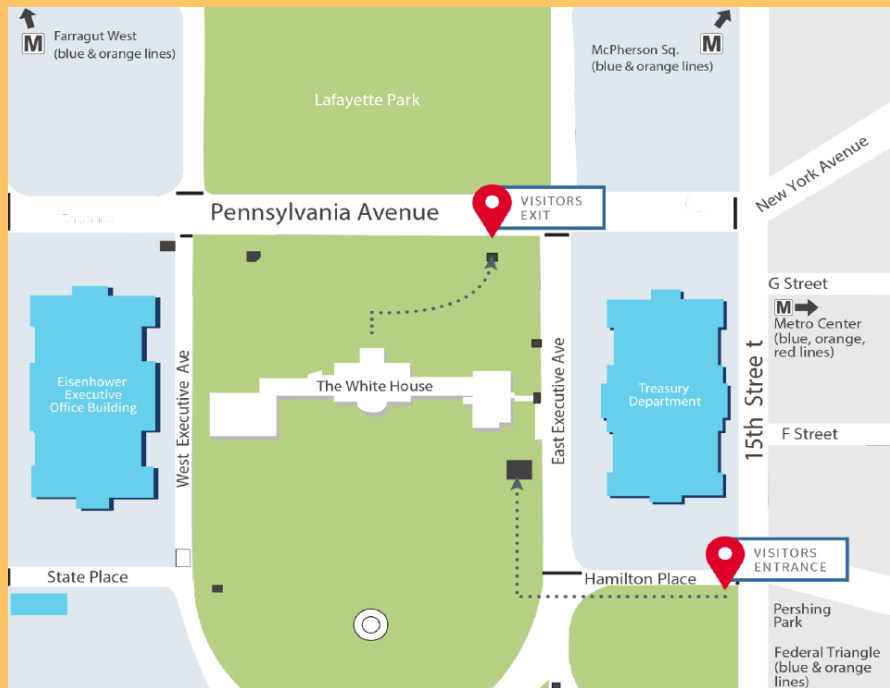 M
Farragut West
(blue & orange lines)
McPherson Sq.
(blue & orange lines)
M
Lafayette Park
New York Avenue
Pennsylvania Avenue
VISITORS
EXIT
G Street
M
Metro Center
(blue, orange,
red lines)
Eisenhower
Executive
Office Building
West Executive Ave
The White House
East Executive Ave
Treasury
Department
15th Stree t
F Street
VISITORS
ENTRANCE
State Place
Hamilton Place
Pershing
Park
Federal Triangle
(blue & orange
lines)